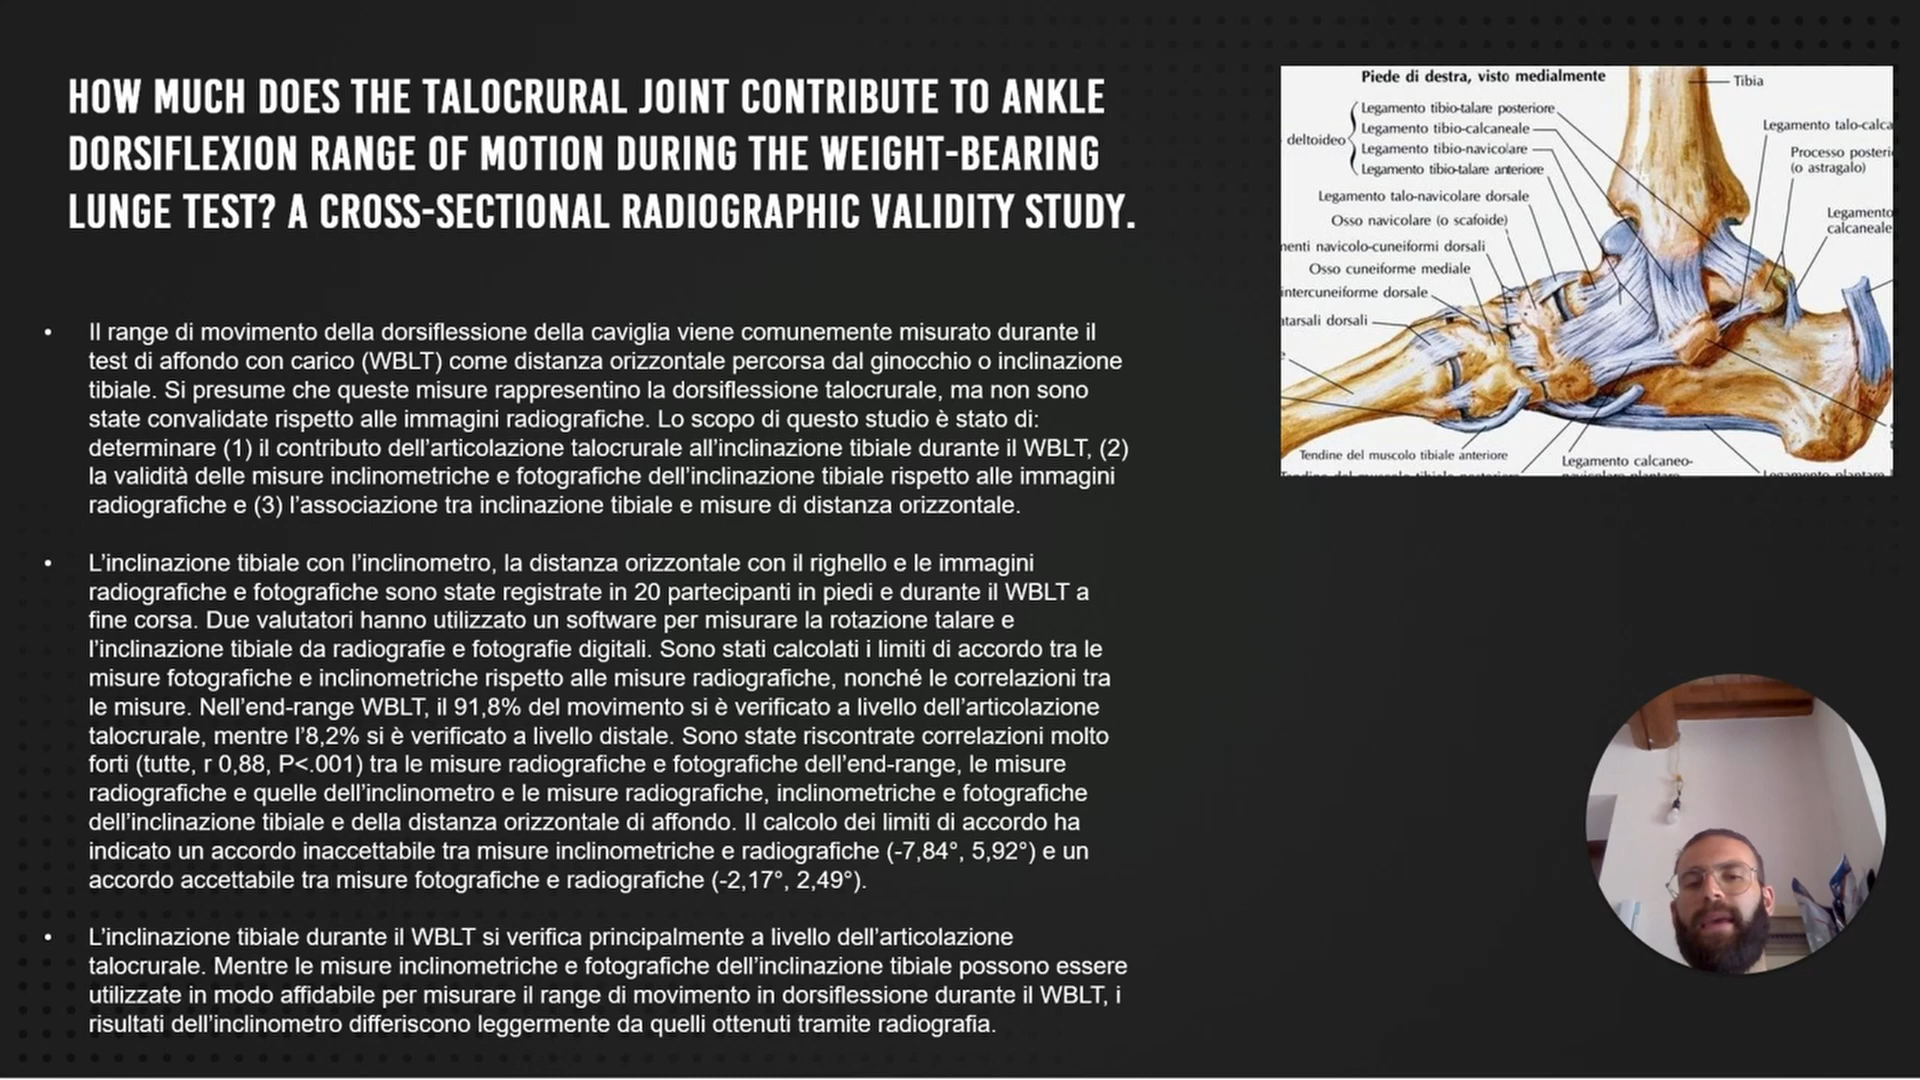 HOW MUCH DOES THE TALOCRURAL JOINT CONTRIBUTE TO ANKLE
DORSIFLEXION RANGE OF MOTION DURING THE WEIGHT-BEARING
LUNGE TEST? A CROSS-SECTIONAL RADIOGRAPHIC VALIDITY STUDY.
• Il range di movimento della dorsiflessione della caviglia viene comunemente misurato durante il
test di affondo con carico (WBLT) come distanza orizzontale percorsa dal ginocchio o inclinazione
tibiale. Si presume che queste misure rappresentino la dorsiflessione talocrurale, ma non sono
state convalidate rispetto alle immagini radiografiche. Lo scopo di questo studio è stato di:
determinare (1) il contributo dell’articolazione talocrurale all’inclinazione tibiale durante il WBLT, (2)
la validità delle misure inclinometriche e fotografiche dell’inclinazione tibiale rispetto alle immagini
radiografiche e (3) l’associazione tra inclinazione tibiale e misure di distanza orizzontale.
• L’inclinazione tibiale con l’inclinometro, la distanza orizzontale con il righello e le immagini
radiografiche e fotografiche sono state registrate in 20 partecipanti in piedi e durante il WBLT a
fine corsa. Due valutatori hanno utilizzato un software per misurare la rotazione talare e
l’inclinazione tibiale da radiografie e fotografie digitali. Sono stati calcolati i limiti di accordo tra le
misure fotografiche e inclinometriche rispetto alle misure radiografiche, nonché le correlazioni tra
le misure. Nell’end-range WBLT, il 91,8% del movimento si è verificato a livello dell’articolazione
talocrurale, mentre l’8,2% si è verificato a livello distale. Sono state riscontrate correlazioni molto
forti (tutte, r 0,88, P<.001) tra le misure radiografiche e fotografiche dell’end-range, le misure
radiografiche e quelle dell’inclinometro e le misure radiografiche, inclinometriche e fotografiche
dell’inclinazione tibiale e della distanza orizzontale di affondo. Il calcolo dei limiti di accordo ha
indicato un accordo inaccettabile tra misure inclinometriche e radiografiche (-7,84°, 5,92°) e un
accordo accettabile tra misure fotografiche e radiografiche (-2,17°, 2,49°).
• L’inclinazione tibiale durante il WBLT si verifica principalmente a livello dell’articolazione
talocrurale. Mentre le misure inclinometriche e fotografiche dell’inclinazione tibiale possono essere
utilizzate in modo affidabile per misurare il range di movimento in dorsiflessione durante il WBLT, i
risultati dell’inclinometro differiscono leggermente da quelli ottenuti tramite radiografia.
Piede di destra, visto medialmente
Tibia
Legamento tibio-talare posteriore
Legamento tibio-calcaneale
deltoideo
Legamento tibio-navicolare
Legamento tibio-talare anteriore
Legamento talo-navicolare dorsale
Osso navicolare (o scafoide)
navicolo-cuneiformi dorsali
Osso cuneiforme mediale
intercuneiforme dorsale
dorsali
Tendine del muscolo tibiale anteriore
Legamento calcaneo-
Legamento talo-calca
Processo posteri
(o astragalo)
Legamento
calcaneale